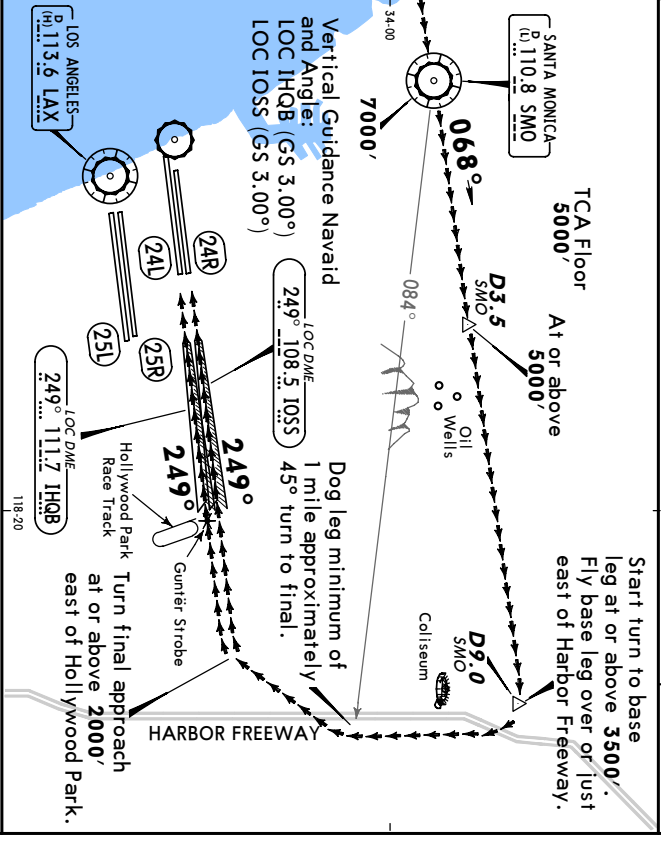 SANTA MONICA
D
(L) 110.8 SMO
34-00
7000'
068°
084°
TCA Floor
5000'
D3.5
SMO
At or above
5000'
Oil
Wells
Start turn to base
leg at or above 3500'.
Fly base leg over or just
east of Harbor Freeway.
D9.0
SMO
Coliseum
LOS ANGELES
D
(H) 113.6 LAX
Vertical Guidance Navaid
and Angle:
LOC IHQB (GS 3.00°)
LOC IOSS (GS 3.00°)
24R
24L
25R
25L
LOC DME
249° 108.5 IOSS
LOC DME
249° 111.7 IHQB
249°
249°
Dog leg minimum of
1 mile approximately
45° turn to final.
Hollywood Park
Race Track
Guntër Strobe
118-20
Turn final approach
at or above 2000'
east of Hollywood Park.
HARBOR FREEWAY